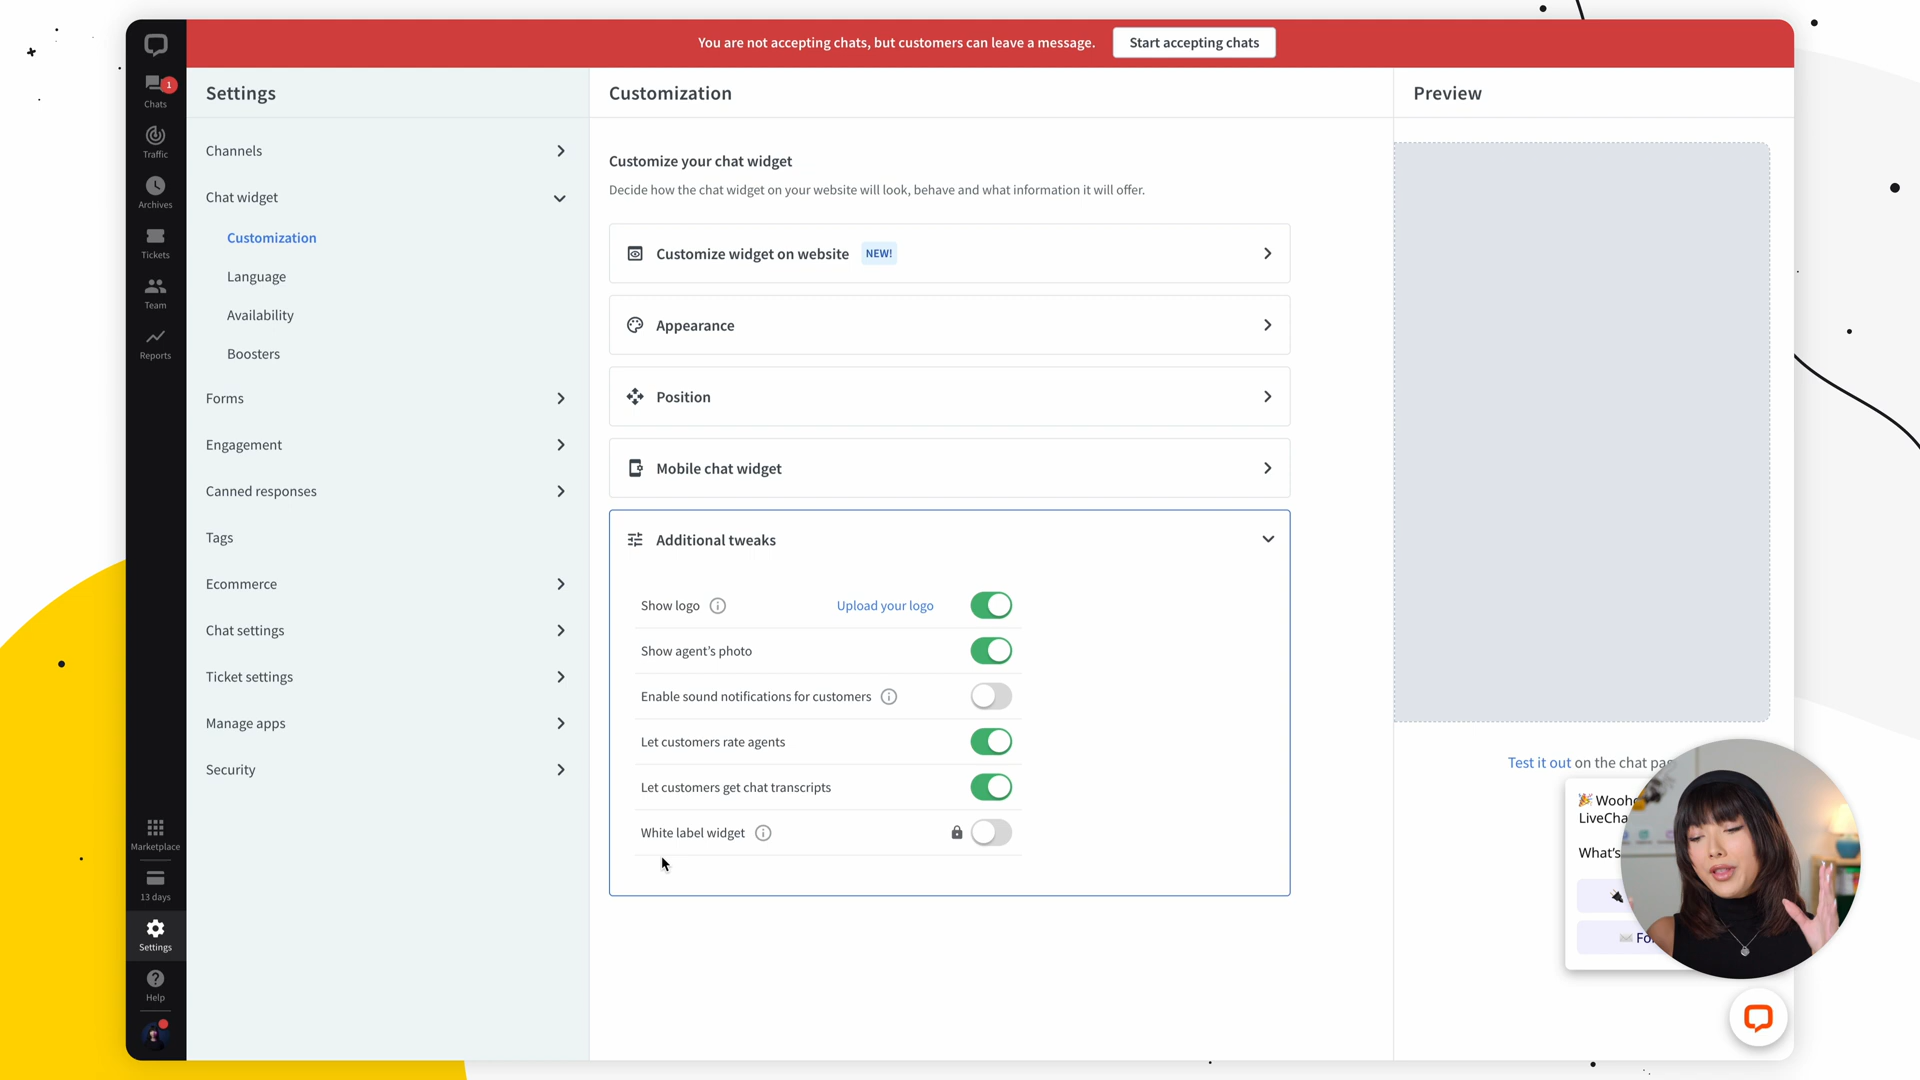 You are not accepting chats, but customers can leave a message.
Start accepting chats
1
Chats
Traffic
Archives
Tickets
Team
Reports
Marketplace
13 days
Settings
Help
Settings
Channels
Chat widget
Customization
Language
Availability
Boosters
Forms
Engagement
Canned responses
Tags
Ecommerce
Chat settings
Ticket settings
Manage apps
Security
Customization
Customize your chat widget
Decide how the chat widget on your website will look, behave and what information it will offer.
Customize widget on website NEW!
Appearance
Position
Mobile chat widget
Additional tweaks
Show logo
Upload your logo
Show agent's photo
Enable sound notifications for customers
Let customers rate agents
Let customers get chat transcripts
White label widget
Preview
Test it out on the chat
What's